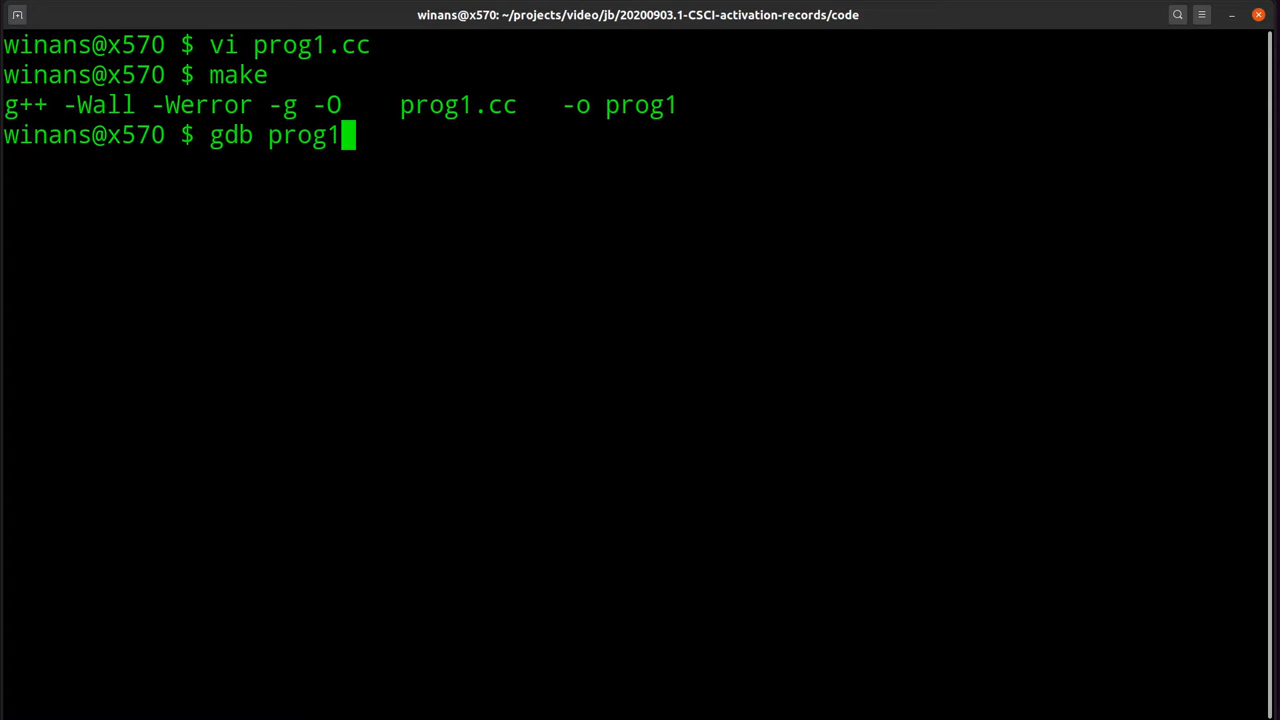 winans@x570: ~/projects/video/jb/20200903.1-CSCI-activation-records/code
winans@x570 $ vi prog1.cc
winans@x570 $ make
g++ -Wall -Werror -g -O    prog1.cc   -o prog1
winans@x570 $ gdb prog1